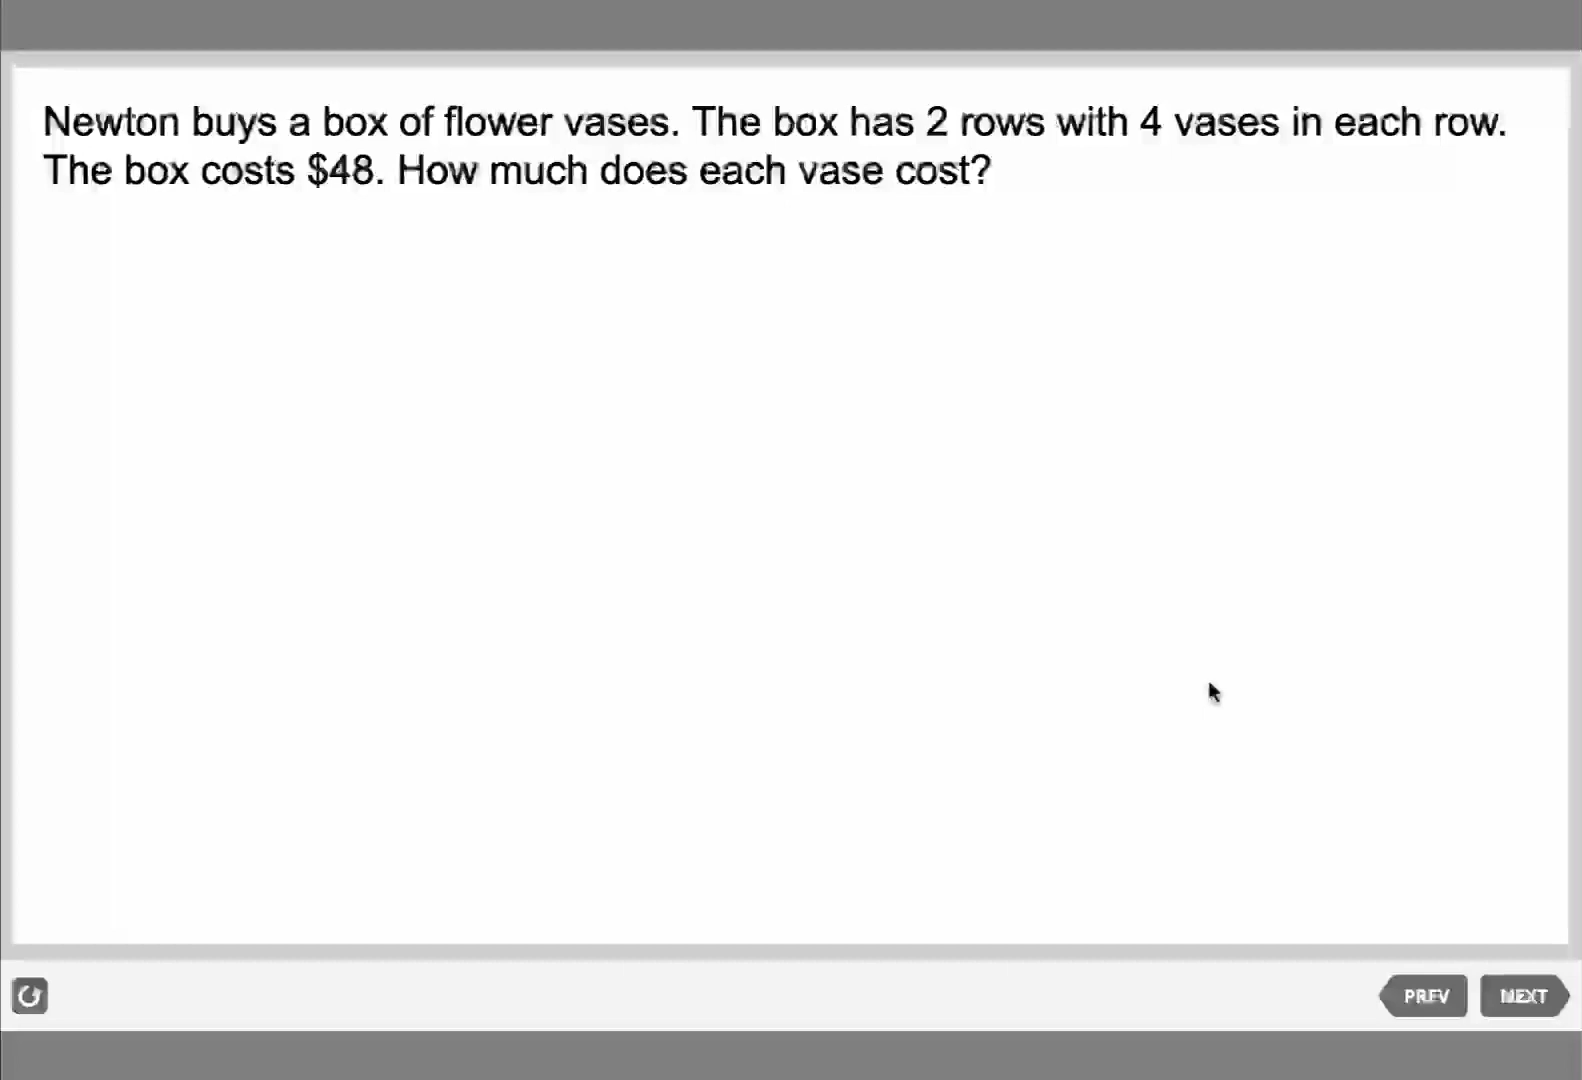 Newton buys a box of flower vases. The box has 2 rows with 4 vases in each row.
The box costs $48. How much does each vase cost?
PREV NEXT